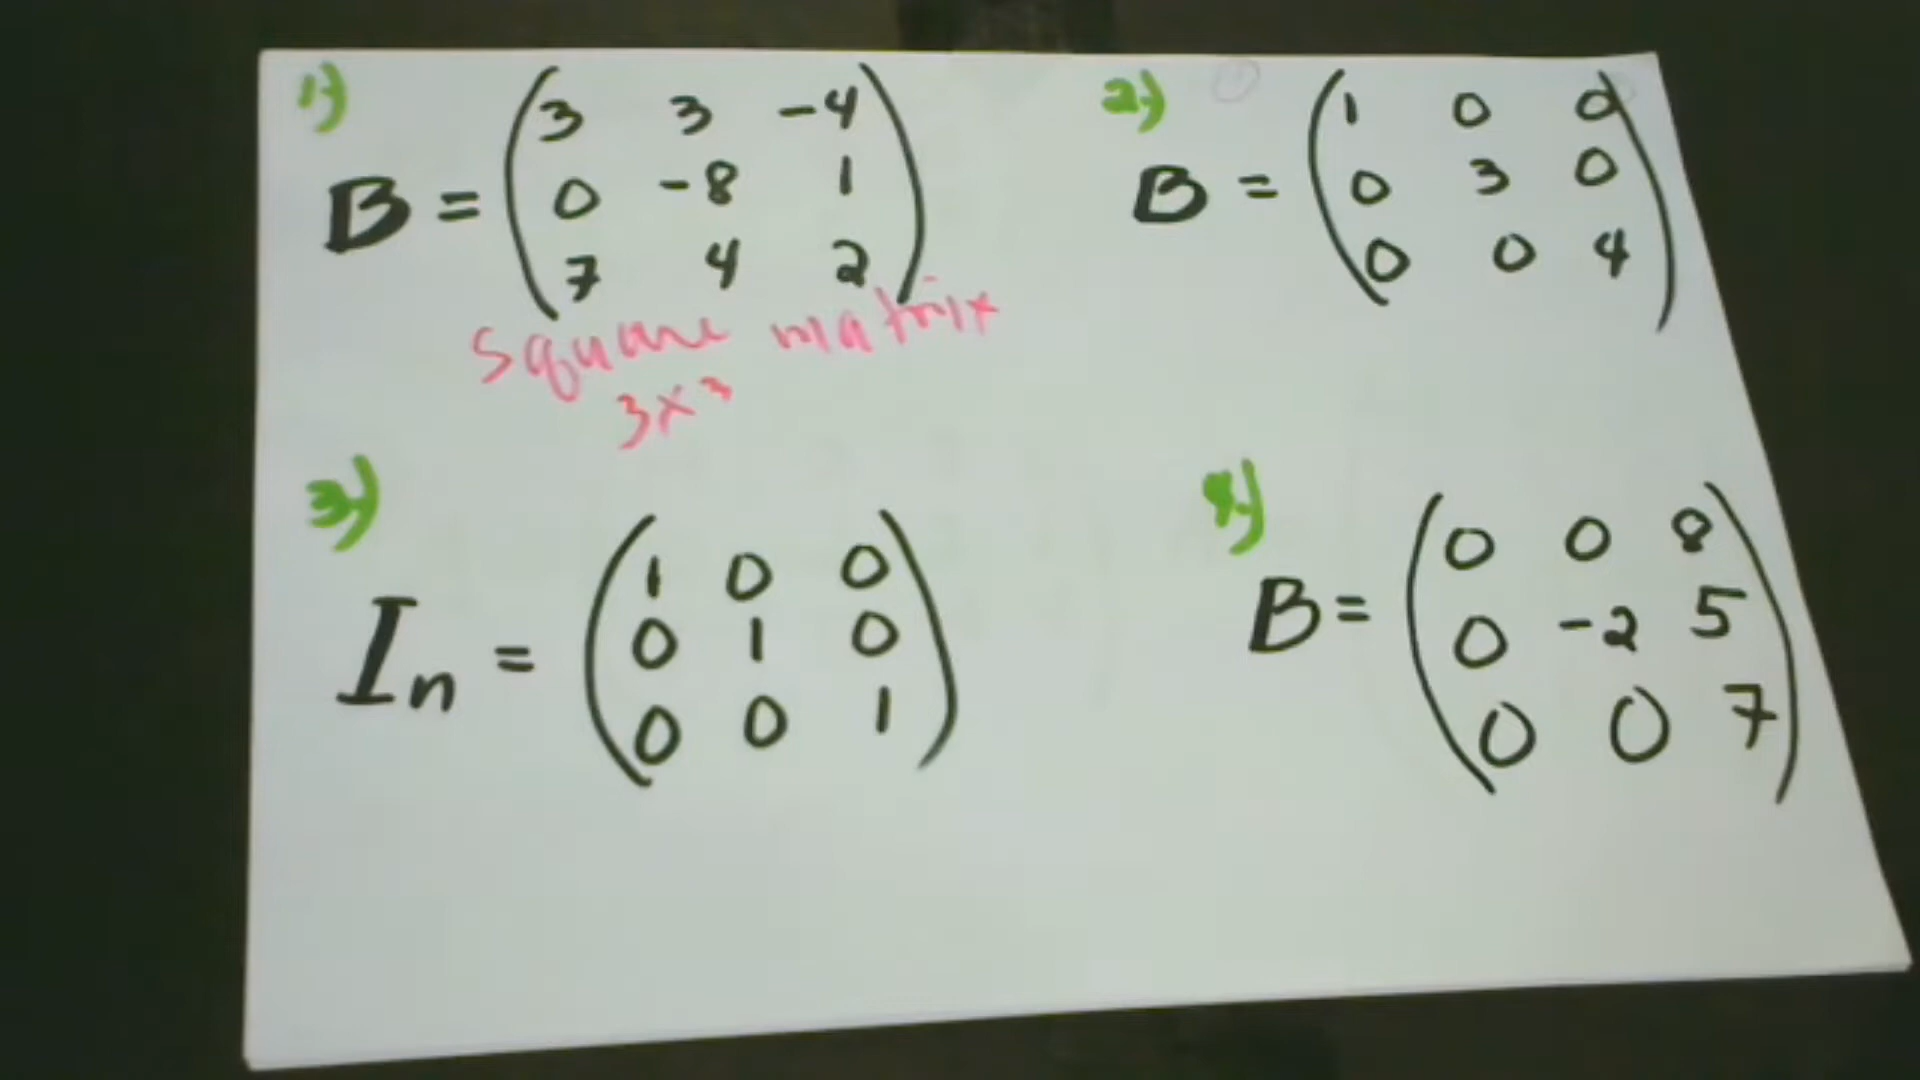 1)
B = (3 3 -4
0 -8 1
7 4 2)
square matrix
3x3
2)
B = (1 0 0
0 3 0
0 0 4)
3)
In = (1 0 0
0 1 0
0 0 1)
4)
B = (0 0 8
0 -2 5
0 0 7)